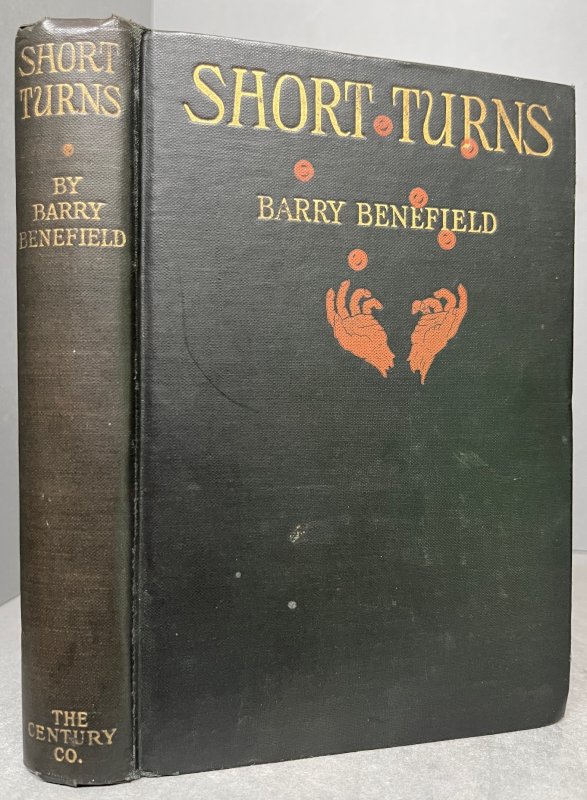 SHORT
TURNS
BY
BARRY
BENEFIELD
THE
CENTURY
CO.
SHORT TURNS
BARRY BENEFIELD